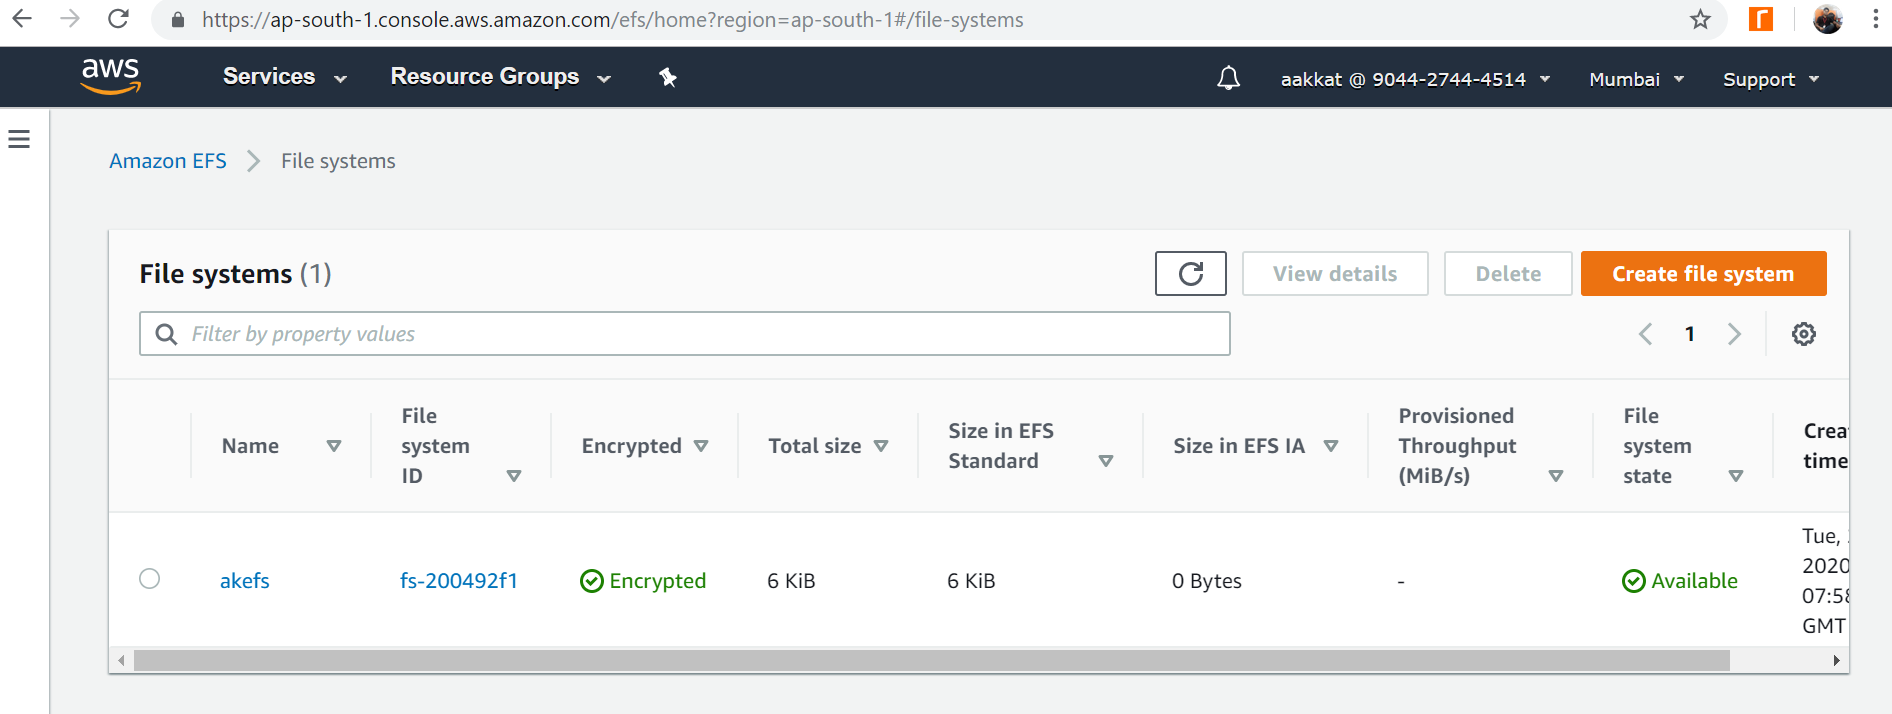 https://ap-south-1.console.aws.amazon.com/efs/home?region=ap-south-1#/file-systems
aws Services Resource Groups aakkat @ 9044-2744-4514 Mumbai Support
Amazon EFS File systems
File systems (1) View details Delete Create file system
Filter by property values 1
Name
File system ID
Encrypted
Total size
Size in EFS Standard
Size in EFS IA
Provisioned Throughput (MiB/s)
File system state
Crea
time
akefs fs-200492f1 Encrypted 6 KiB 6 KiB 0 Bytes - Available
Tue,
2020
07:58
GMT